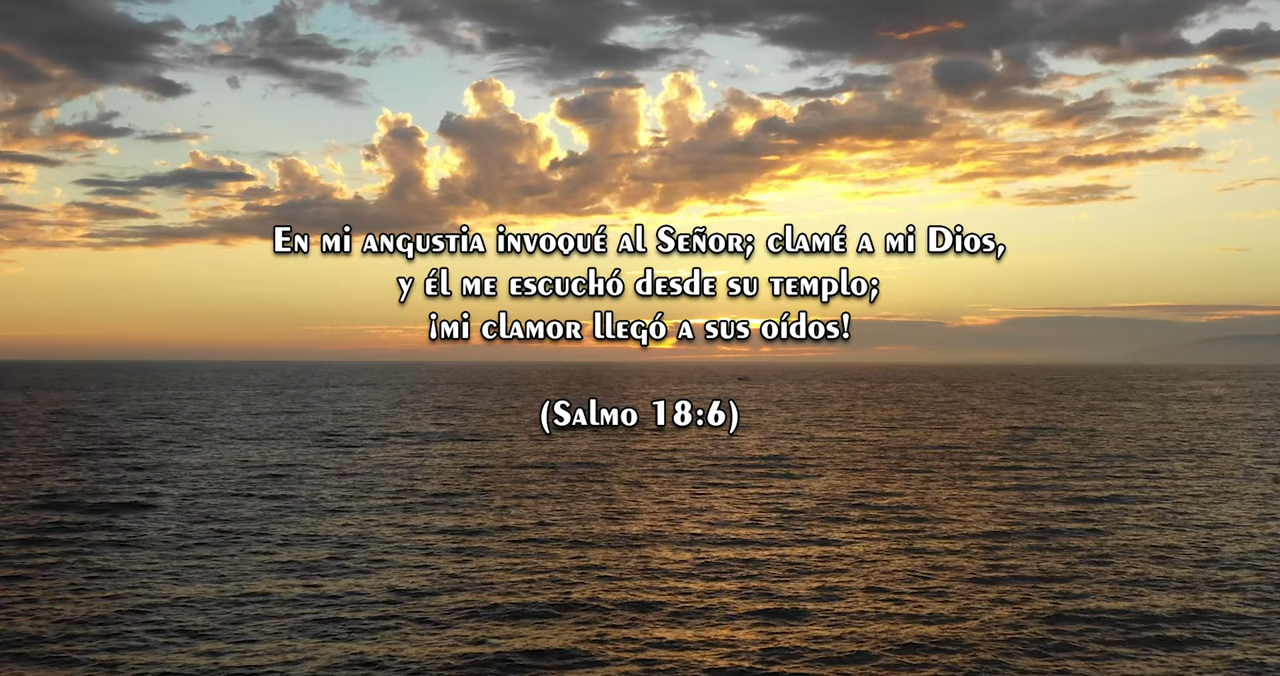 En mi angustia invoqué al Señor; clamé a mi Dios,
y él me escuchó desde su templo;
¡mi clamor llegó a sus oídos!
(Salmo 18:6)